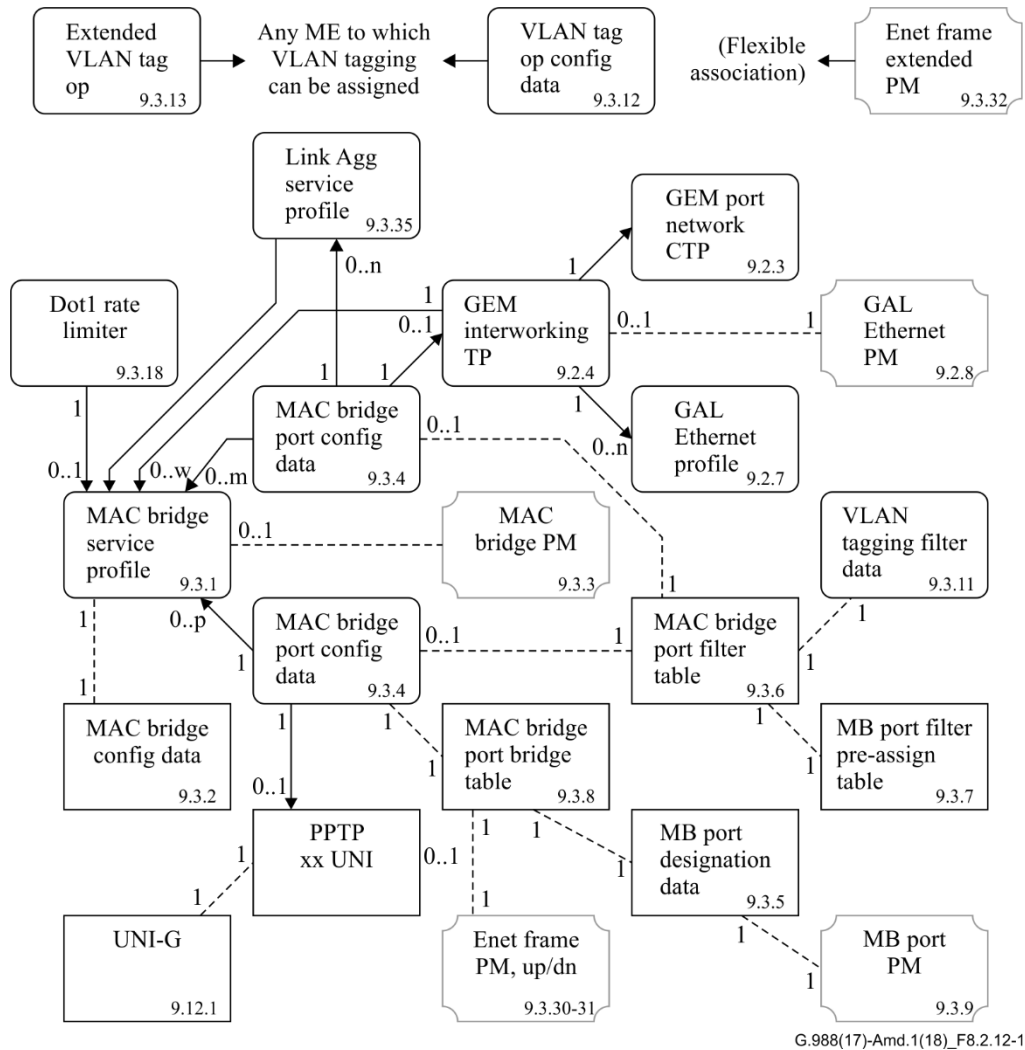 Extended
VLAN tag
op
9.3.13
Any ME to which
VLAN tagging
can be assigned
VLAN tag
op config
data
9.3.12
(Flexible
association)
Enet frame
extended
PM
9.3.32
Link Agg
service
profile
9.3.35
GEM port
network
CTP
9.2.3
0..n
1
1
0..1
Dot1 rate
limiter
9.3.18
GEM
interworking
TP
9.2.4
0..1
1
GAL
Ethernet
PM
9.2.8
1
1
1
1
0..n
MAC bridge
port config
data
9.3.4
0..1
GAL
Ethernet
profile
9.2.7
0..1
0..w
0..m
MAC bridge
service
profile
9.3.1
0..1
MAC
bridge PM
9.3.3
VLAN
tagging filter
data
9.3.11
1
1
0..p
1
1
MAC bridge
port config
data
9.3.4
0..1
1
MAC bridge
port filter
table
9.3.6
1
1
1
1
1
1
MAC bridge
config data
9.3.2
0..1
1
MAC bridge
port bridge
table
9.3.8
1
MB port filter
pre-assign
table
9.3.7
1
PPTP
xx UNI
0..1
1
1
1
MB port
designation
data
9.3.5
1
1
UNI-G
9.12.1
Enet frame
PM, up/dn
9.3.30-31
1
1
MB port
PM
9.3.9
G.988(17)-Amd.1(18)_F8.2.12-1